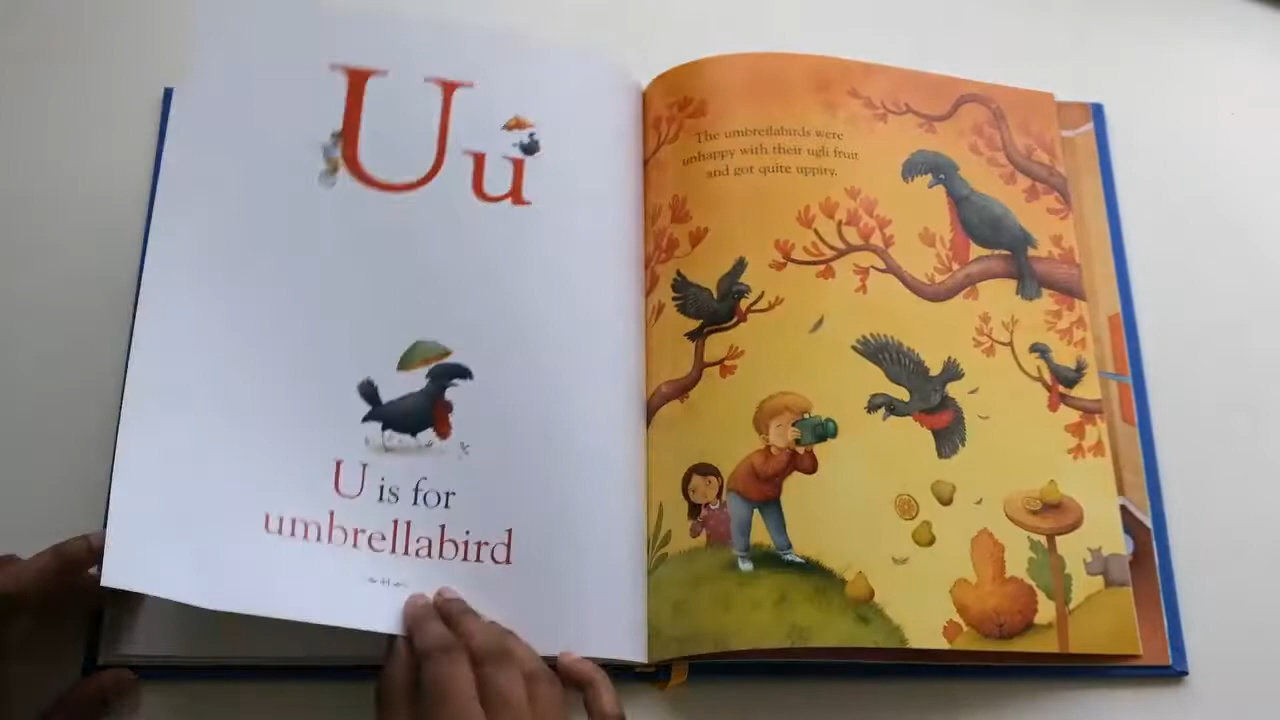 Uu
U is for
umbrellabird
The umbrellabirds were
unhappy with their ugli fruit
and got quite uppity.